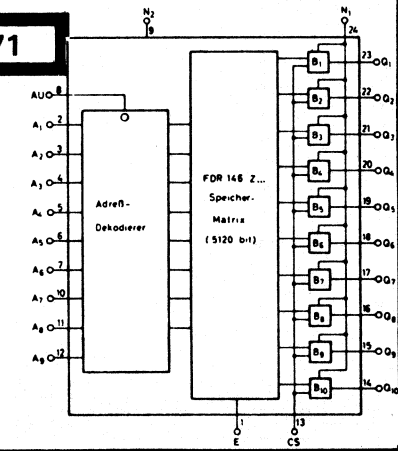 71
N₂
9
N₁
24
AU 8
A₁ 2
A₂ 3
A₃ 4
A₄ 5
A₅ 6
A₆ 7
A₇ 10
A₈ 11
A₉ 12
Adreß-
Dekodierer
FDR 146 Z...
Speicher-
Matrix
(5120 bit)
B₁ 23 Q₁
B₂ 22 Q₂
B₃ 21 Q₃
B₄ 20 Q₄
B₅ 19 Q₅
B₆ 18 Q₆
B₇ 17 Q₇
B₈ 16 Q₈
B₉ 15 Q₉
B₁₀ 14 Q₁₀
1
E
13
CS